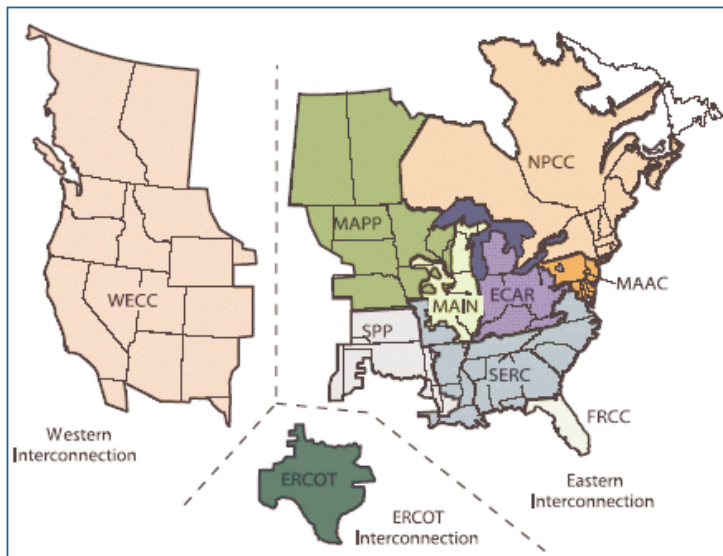 NPCC
MAPP
MAAC
ECAR
WECC
MAIN
SPP
SERC
FRCC
Western
Interconnection
ERCOT
Eastern
Interconnection
ERCOT
Interconnection